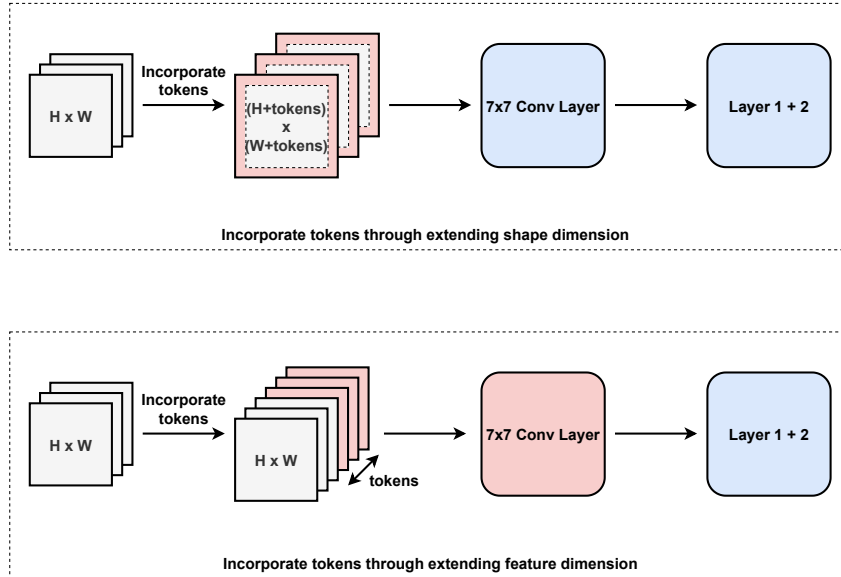 H x W
Incorporate
tokens
(H+tokens)
x
(W+tokens)
7x7 Conv Layer
Layer 1 + 2
Incorporate tokens through extending shape dimension
H x W
Incorporate
tokens
H x W
tokens
7x7 Conv Layer
Layer 1 + 2
Incorporate tokens through extending feature dimension